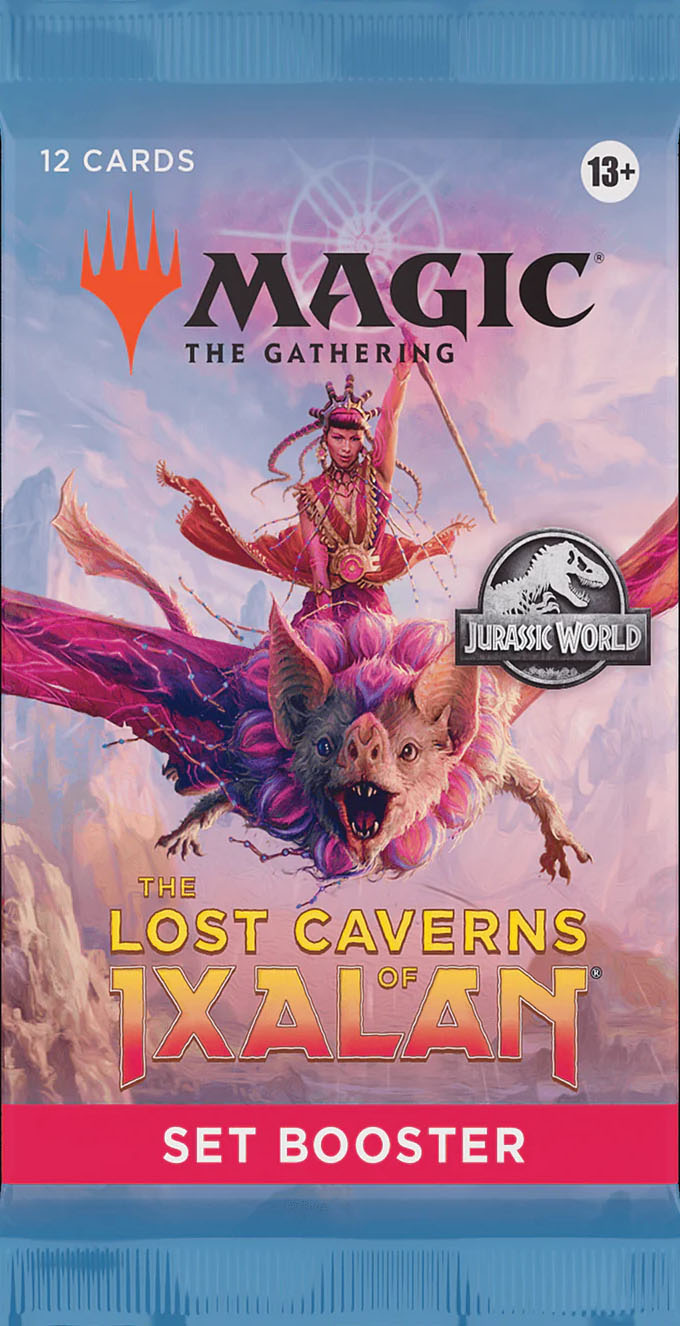 12 CARDS
13+
MAGIC®
THE GATHERING
JURASSIC WORLD
THE
LOST CAVERNS
OF
IXALAN®
SET BOOSTER